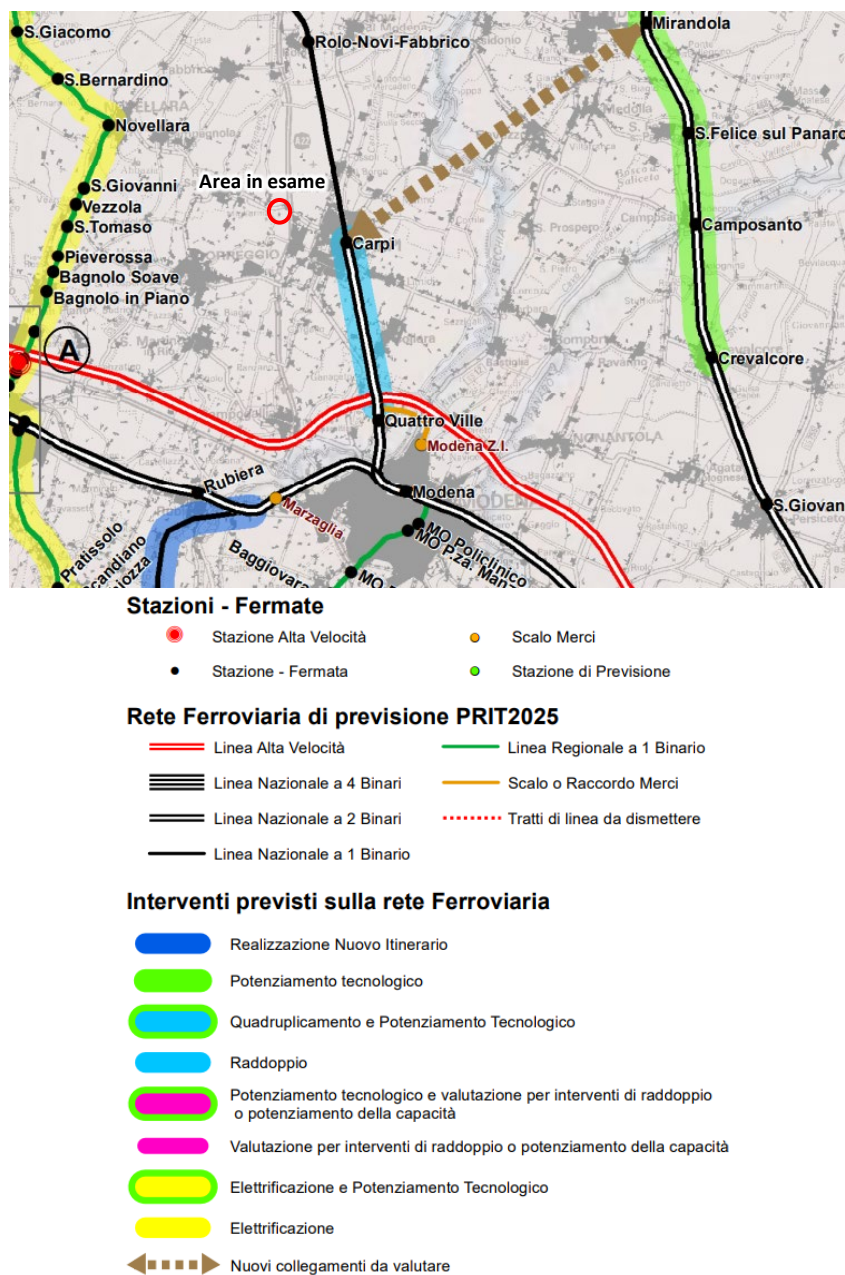 S.Giacomo
Rolo-Novi-Fabbrico
Mirandola
S.Bernardino
Novellara
S.Felice sul Panaro
Area in esame
S.Giovanni
Vezzola
S.Tomaso
Camposanto
Carpi
Pieverossa
Bagnolo Soave
Bagnolo in Piano
A
Crevalcore
Quattro Ville
Modena Z.I.
NONANTOLA
Rubiera
Modena
Marzaglia
S.Giovan
MO Policlinico
MO P.za. Man
Baggiovara
MO
Pratissolo
candiano
iozza
Stazioni - Fermate
Stazione Alta Velocità
Scalo Merci
Stazione - Fermata
Stazione di Previsione
Rete Ferroviaria di previsione PRIT2025
Linea Alta Velocità
Linea Regionale a 1 Binario
Linea Nazionale a 4 Binari
Scalo o Raccordo Merci
Linea Nazionale a 2 Binari
Tratti di linea da dismettere
Linea Nazionale a 1 Binario
Interventi previsti sulla rete Ferroviaria
Realizzazione Nuovo Itinerario
Potenziamento tecnologico
Quadruplicamento e Potenziamento Tecnologico
Raddoppio
Potenziamento tecnologico e valutazione per interventi di raddoppio
o potenziamento della capacità
Valutazione per interventi di raddoppio o potenziamento della capacità
Elettrificazione e Potenziamento Tecnologico
Elettrificazione
Nuovi collegamenti da valutare